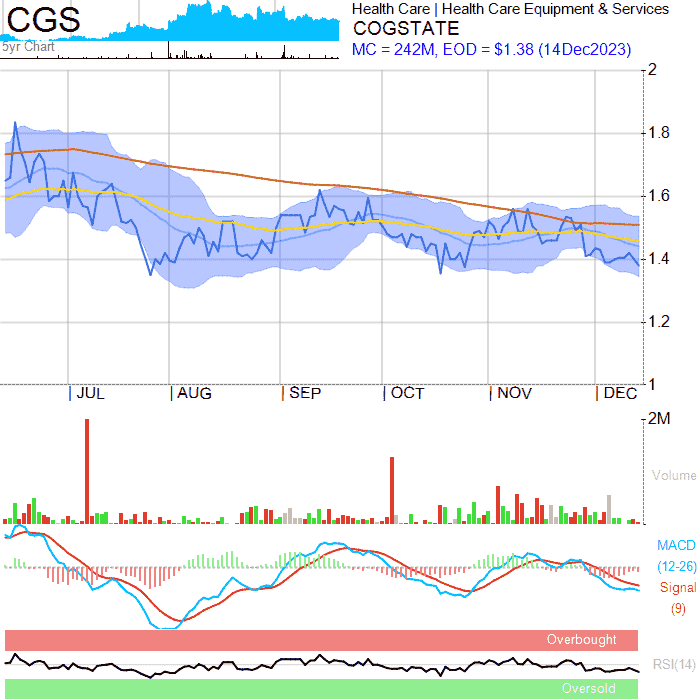 CGS
Health Care | Health Care Equipment & Services
COGSTATE
5yr Chart
MC = 242M, EOD = $1.38 (14Dec2023)
2
1.8
1.6
1.4
1.2
1
| JUL | AUG | SEP | OCT | NOV | DEC
2M
Volume
MACD
(12-26)
Signal
(9)
Overbought
RSI(14)
Oversold